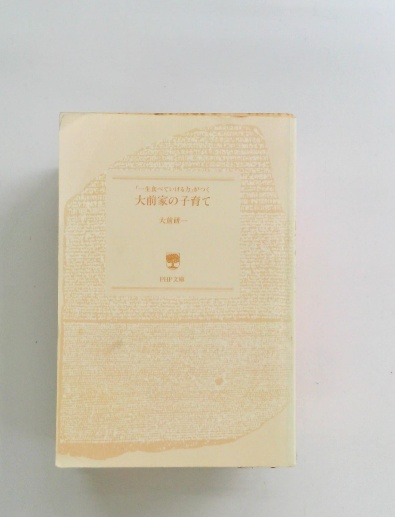 「一生食べていける力」がつく
大前家の子育て
大前研一
PHP文庫